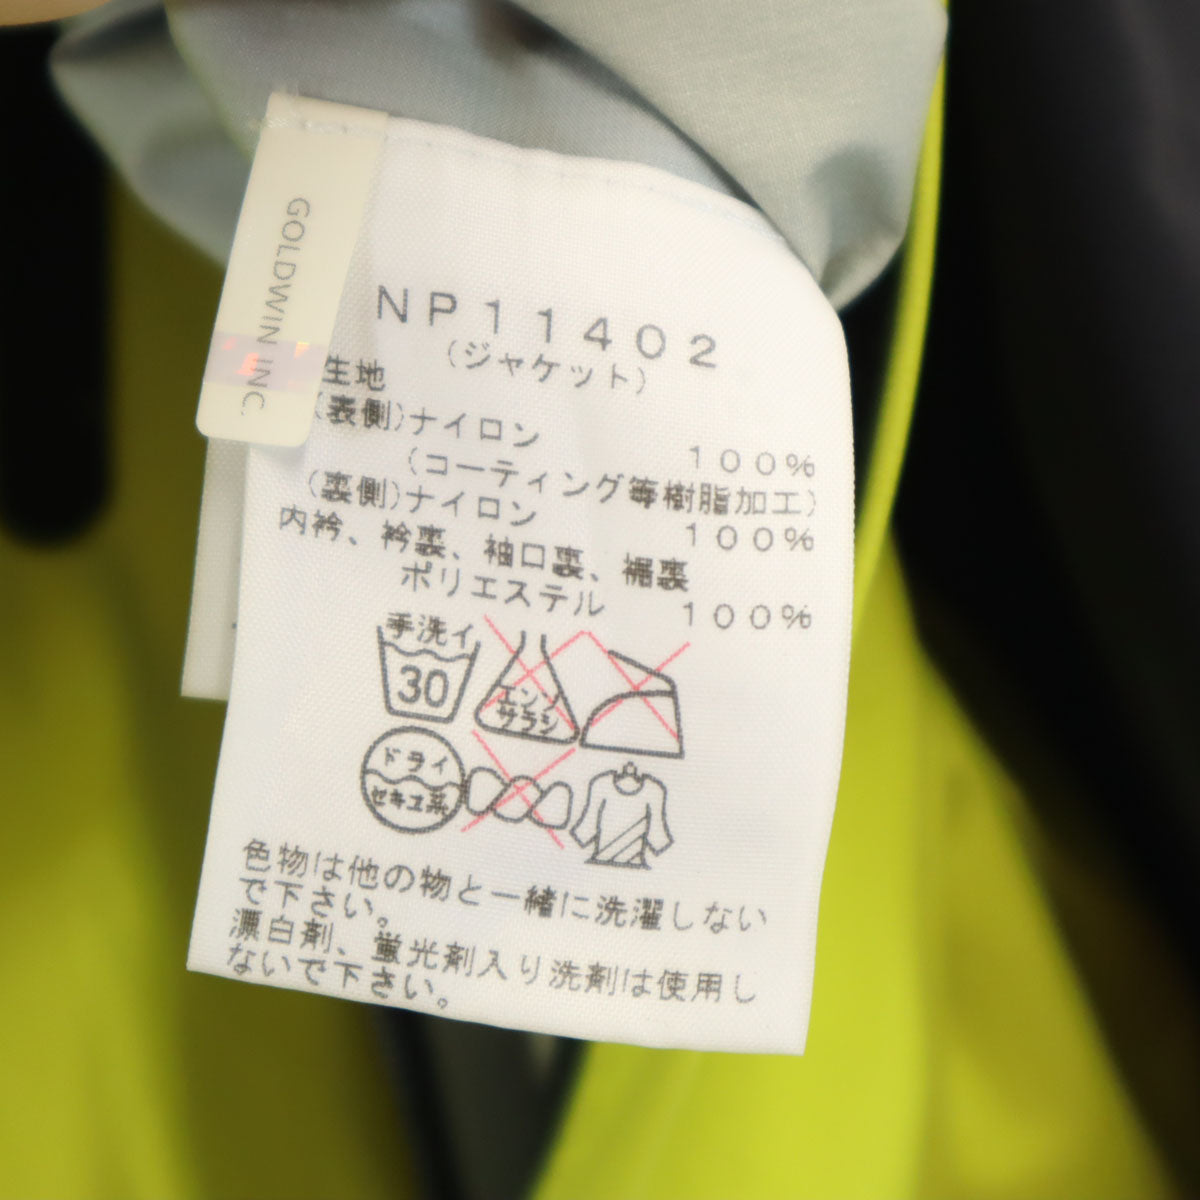 GOLDWIN INC.
NP11402
(ジャケット)
生地
(表側)ナイロン 100%
(コーティング等樹脂加工)
(裏側)ナイロン 100%
内衿、衿裏、袖口裏、裾裏
ポリエステル 100%
手洗イ
30
エンソ
サラシ
ドライ
セキユ系
色物は他の物と一緒に洗濯しない
で下さい。
漂白剤、蛍光剤入り洗剤は使用し
ないで下さい。